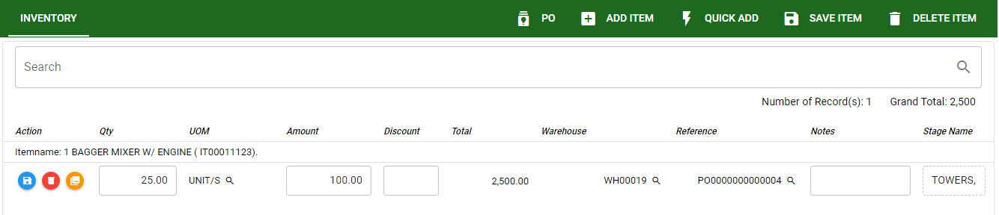 INVENTORY PO ADD ITEM QUICK ADD SAVE ITEM DELETE ITEM
Search
Number of Record(s): 1 Grand Total: 2,500
Action Qty UOM Amount Discount Total Warehouse Reference Notes Stage Name
Itemname: 1 BAGGER MIXER W/ ENGINE ( IT00011123).
25.00 UNIT/S 100.00 2,500.00 WH00019 PO0000000000004 TOWERS,